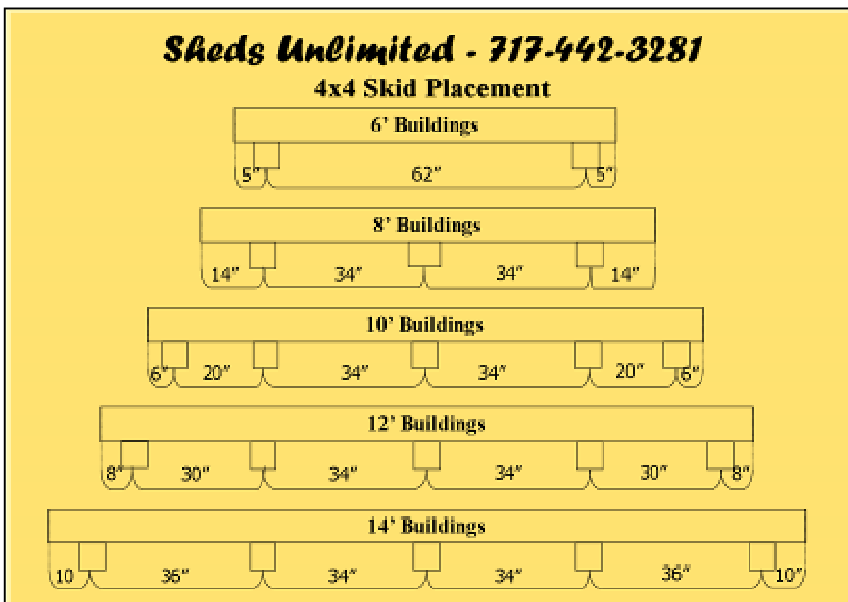 Sheds Unlimited - 717-442-3281
4x4 Skid Placement
6’ Buildings
5” 62” 5”
8’ Buildings
14” 34” 34” 14”
10’ Buildings
6” 20” 34” 34” 20” 6”
12’ Buildings
8” 30” 34” 34” 30” 8”
14’ Buildings
10 36” 34” 34” 36” 10”